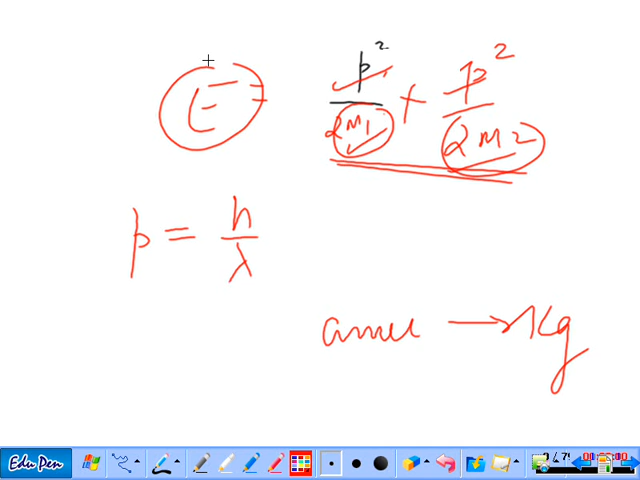 E = p²/2M1 + p²/2M2
p = h/λ
amu → Kg
Edu Pen